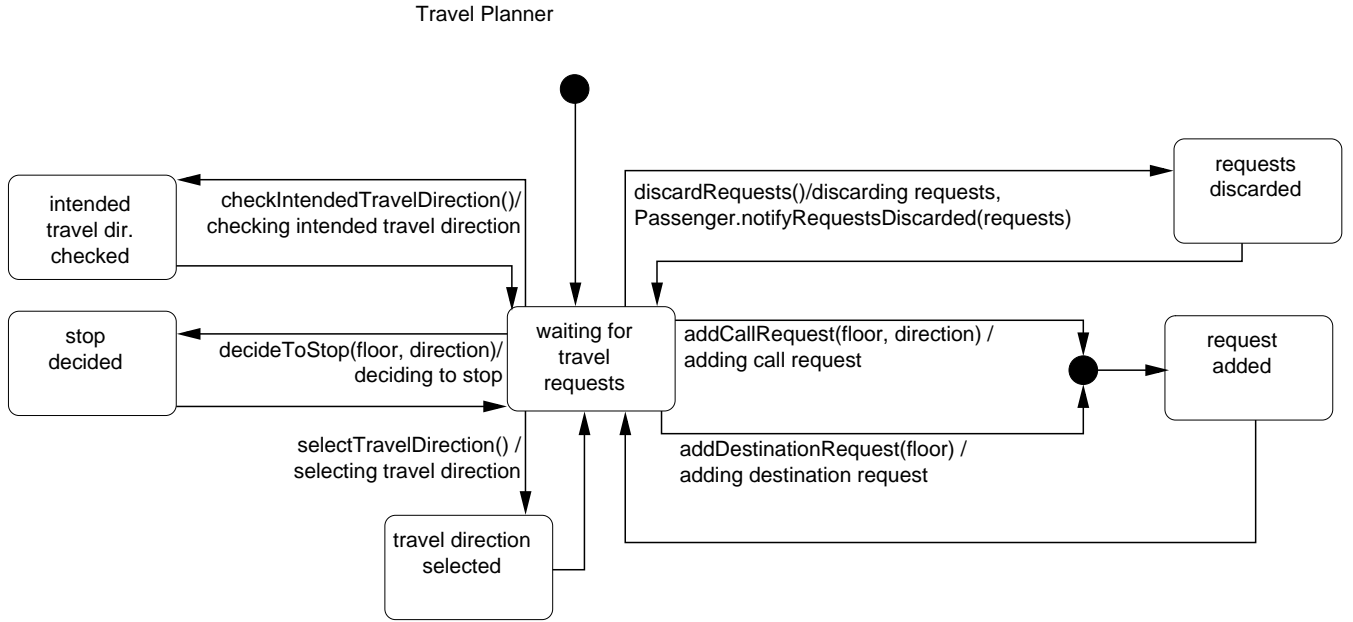 Travel Planner
requests
discarded
intended
travel dir.
checked
checkIntendedTravelDirection()/
checking intended travel direction
discardRequests()/discarding requests,
Passenger.notifyRequestsDiscarded(requests)
stop
decided
decideToStop(floor, direction)/
deciding to stop
waiting for
travel
requests
addCallRequest(floor, direction) /
adding call request
request
added
selectTravelDirection() /
selecting travel direction
addDestinationRequest(floor) /
adding destination request
travel direction
selected